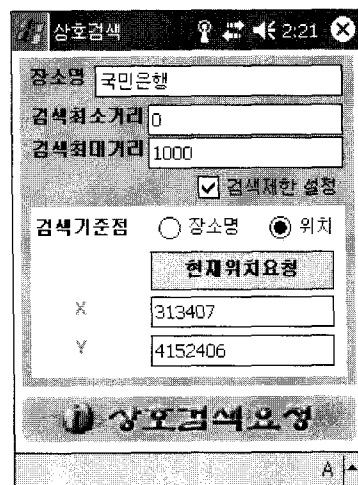 상호검색 2:21
장소명 국민은행
검색최소거리 0
검색최대거리 1000
검색제한 설정
검색기준점 장소명 위치
현재위치요청
X 313407
Y 4152406
상호검색요청
A